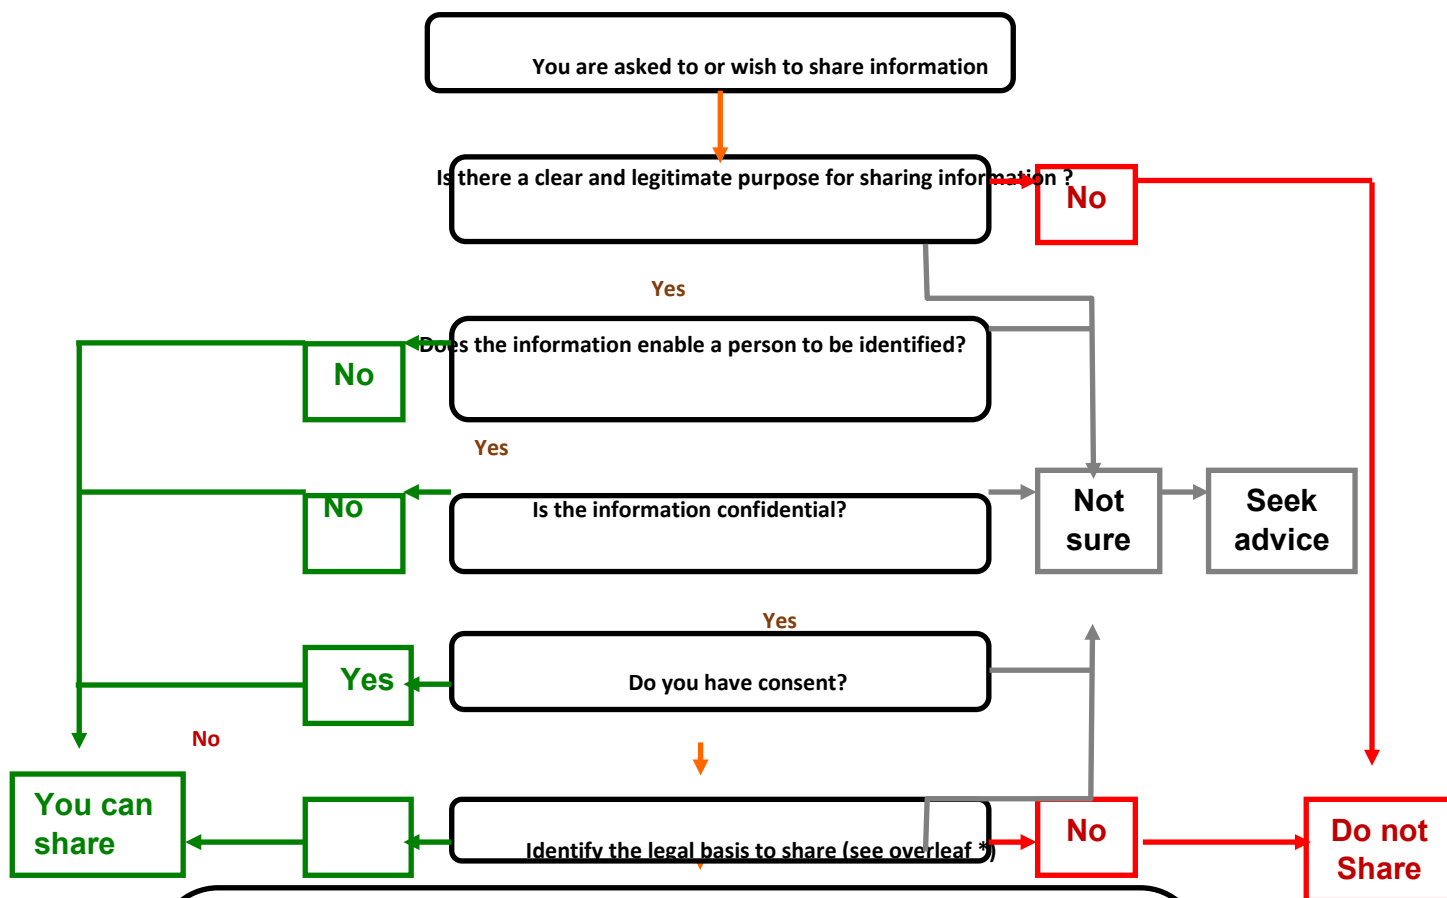 You are asked to or wish to share information
Is there a clear and legitimate purpose for sharing information ?
No
Yes
Does the information enable a person to be identified?
No
Yes
Is the information confidential?
No
Not
sure
Seek
advice
Yes
Do you have consent?
Yes
No
You can
share
Identify the legal basis to share (see overleaf *)
No
Do not
Share